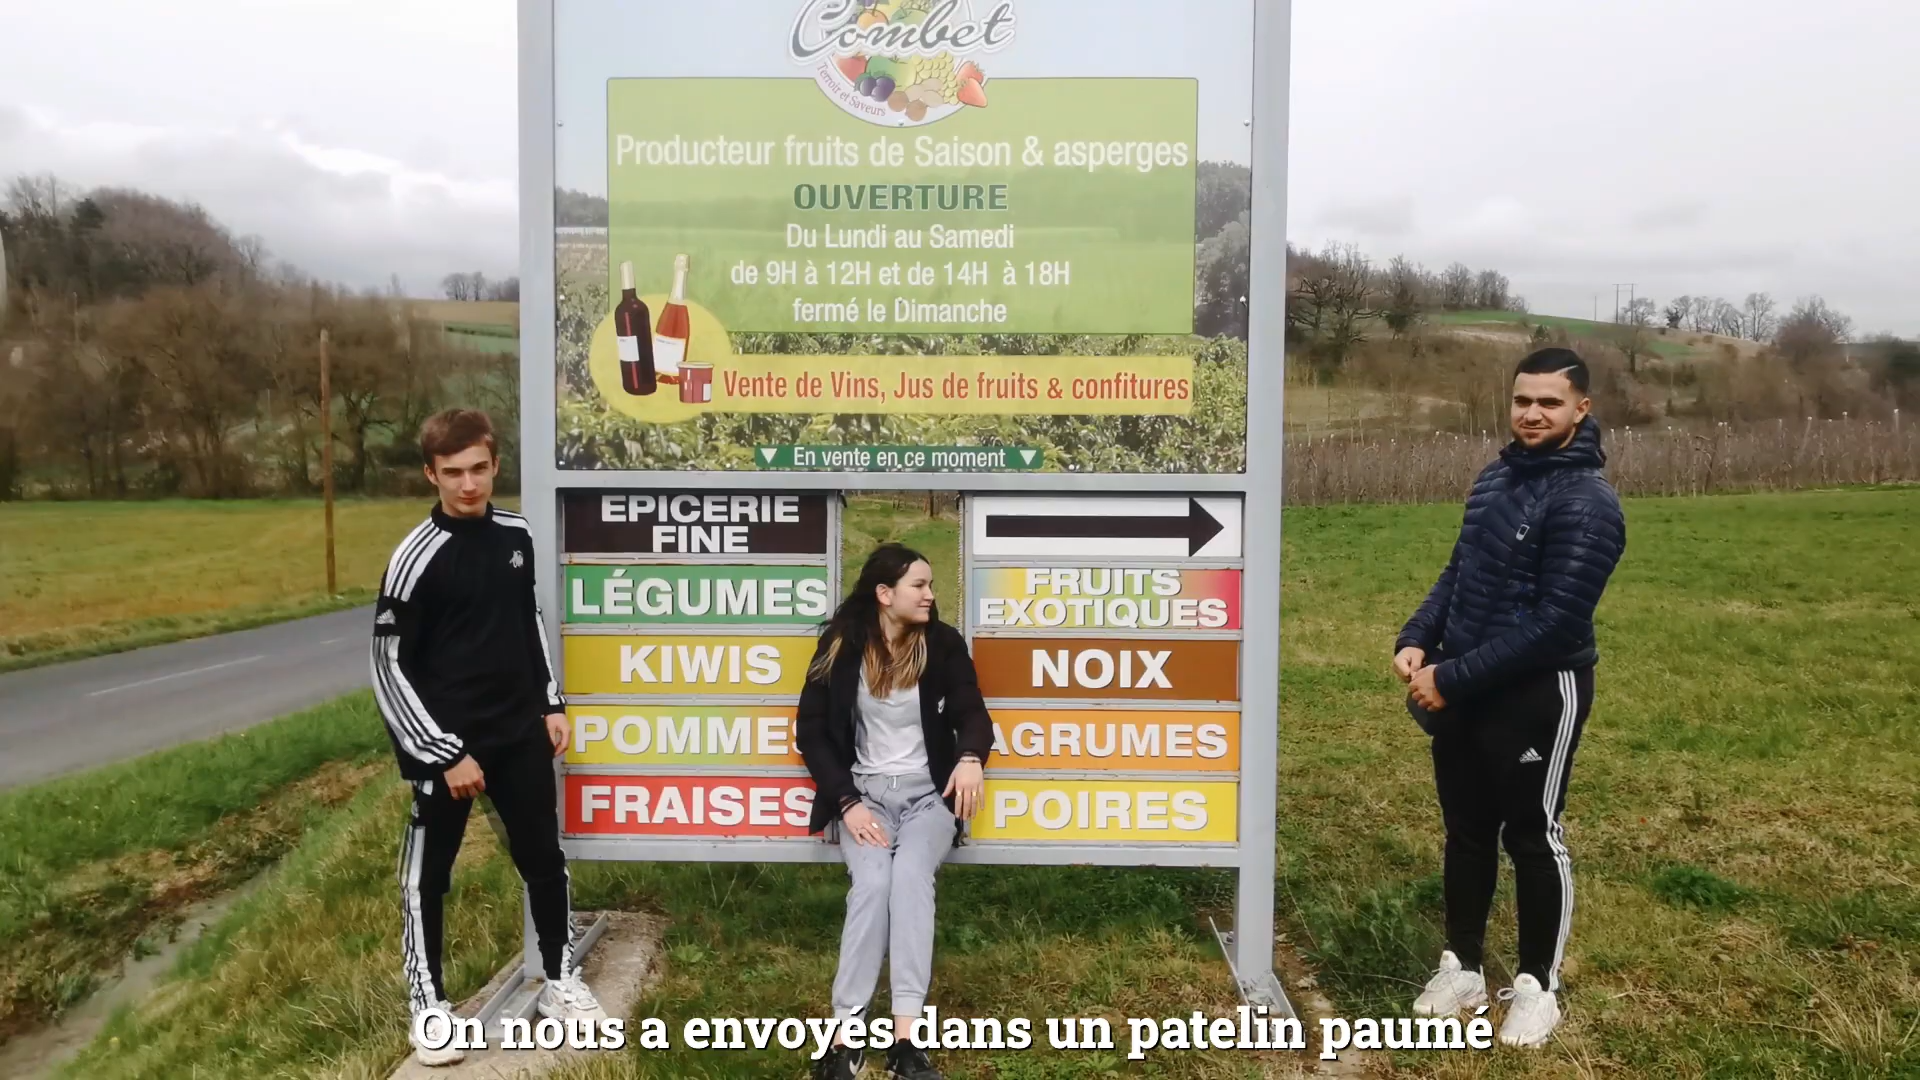 Combet
Terroir et Saveurs
Producteur fruits de Saison & asperges
OUVERTURE
Du Lundi au Samedi
de 9H à 12H et de 14H à 18H
fermé le Dimanche
Vente de Vins, Jus de fruits & confitures
En vente en ce moment
EPICERIE
FINE
LÉGUMES
KIWIS
POMMES
FRAISES
FRUITS
EXOTIQUES
NOIX
AGRUMES
POIRES
On nous a envoyés dans un patelin paumé